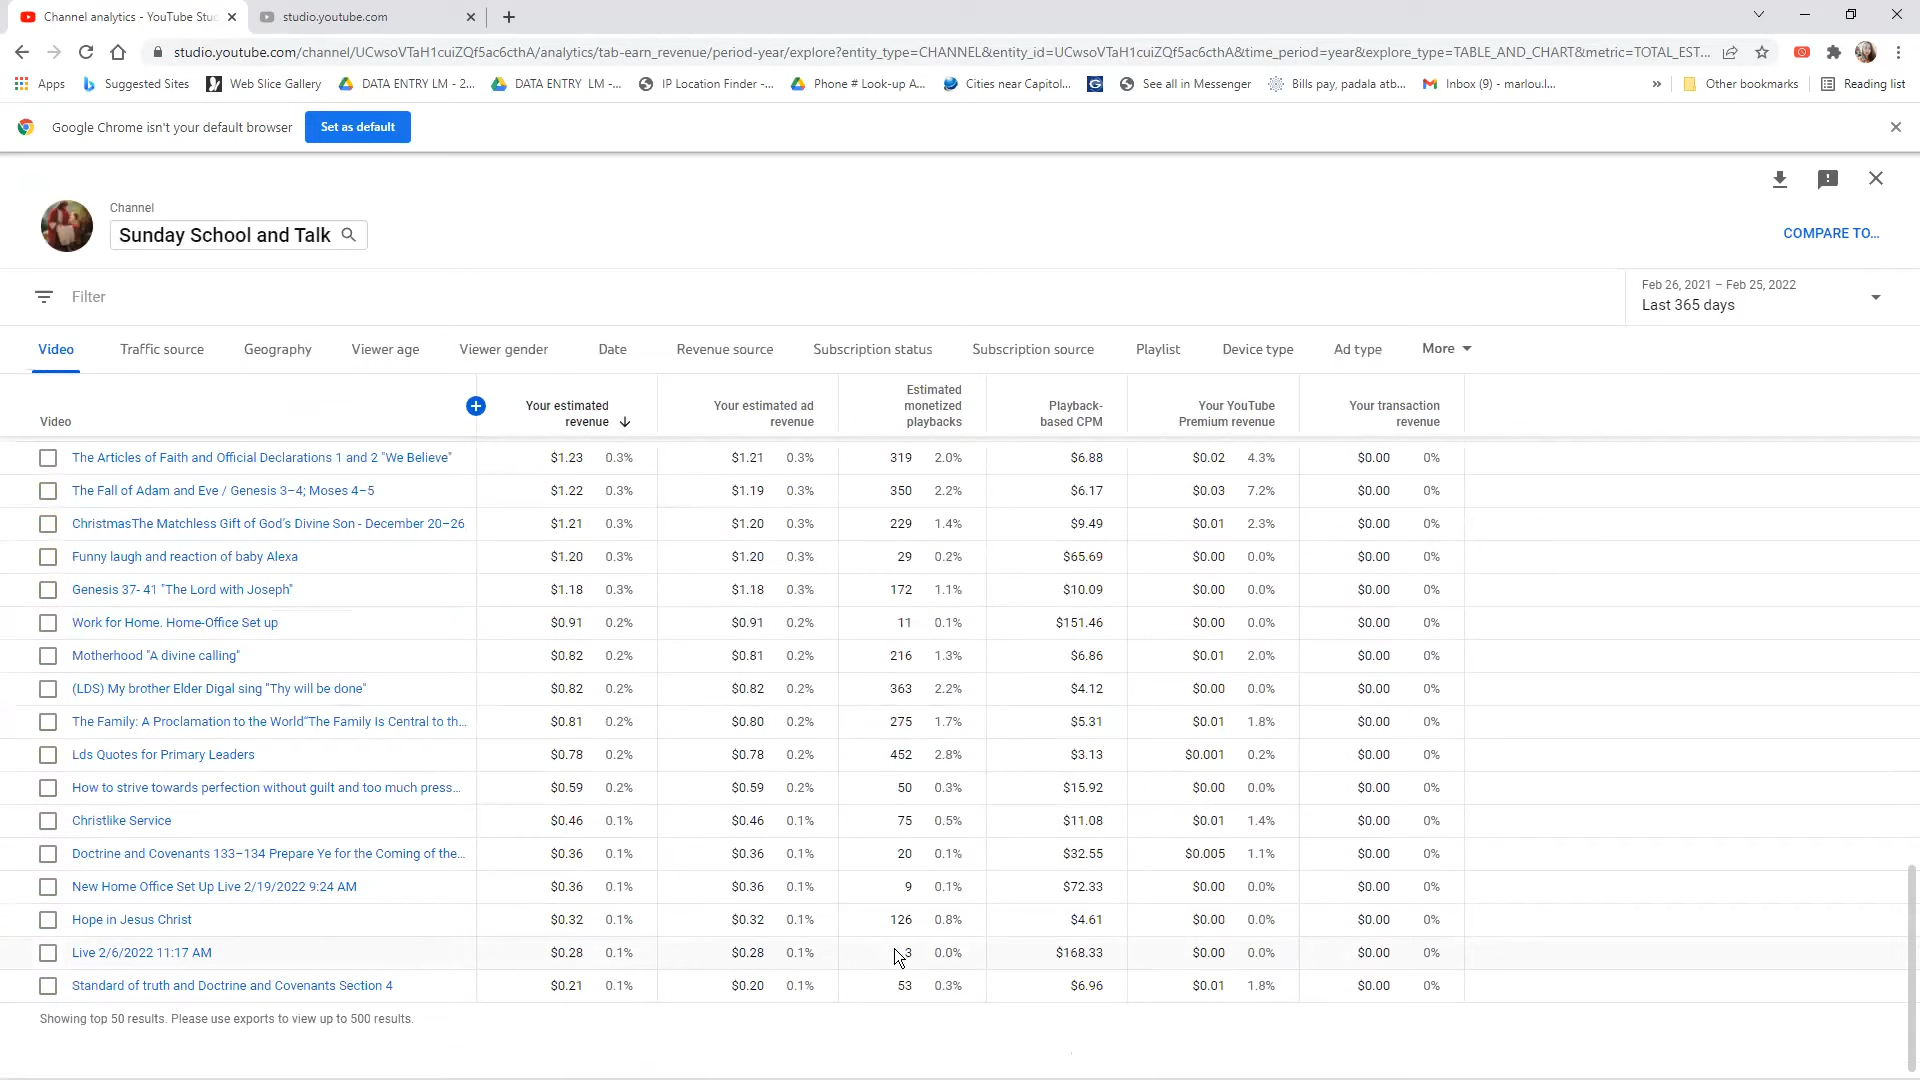 Channel analytics - YouTube Stu
studio.youtube.com
studio.youtube.com/channel/UCwsoVTaH1cuiZQf5ac6cthA/analytics/tab-earn_revenue/period-year/explore?entity_type=CHANNEL&entity_id=UCwsoVTaH1cuiZQf5ac6cthA&time_period=year&explore_type=TABLE_AND_CHART&metric=TOTAL_EST...
Apps Suggested Sites Web Slice Gallery DATA ENTRY LM - 2... DATA ENTRY LM -... IP Location Finder -... Phone # Look-up A... Cities near Capitol... See all in Messenger Bills pay, padala atb... Inbox (9) - marlou.l... » Other bookmarks Reading list
Google Chrome isn't your default browser Set as default
Channel
Sunday School and Talk
COMPARE TO...
Filter
Feb 26, 2021 – Feb 25, 2022
Last 365 days
Video Traffic source Geography Viewer age Viewer gender Date Revenue source Subscription status Subscription source Playlist Device type Ad type More
Video Your estimated revenue Your estimated ad revenue Estimated monetized playbacks Playback-based CPM Your YouTube Premium revenue Your transaction revenue
The Articles of Faith and Official Declarations 1 and 2 "We Believe" $1.23 0.3% $1.21 0.3% 319 2.0% $6.88 $0.02 4.3% $0.00 0%
The Fall of Adam and Eve / Genesis 3–4; Moses 4–5 $1.22 0.3% $1.19 0.3% 350 2.2% $6.17 $0.03 7.2% $0.00 0%
ChristmasThe Matchless Gift of God's Divine Son - December 20–26 $1.21 0.3% $1.20 0.3% 229 1.4% $9.49 $0.01 2.3% $0.00 0%
Funny laugh and reaction of baby Alexa $1.20 0.3% $1.20 0.3% 29 0.2% $65.69 $0.00 0.0% $0.00 0%
Genesis 37- 41 "The Lord with Joseph" $1.18 0.3% $1.18 0.3% 172 1.1% $10.09 $0.00 0.0% $0.00 0%
Work for Home. Home-Office Set up $0.91 0.2% $0.91 0.2% 11 0.1% $151.46 $0.00 0.0% $0.00 0%
Motherhood "A divine calling" $0.82 0.2% $0.81 0.2% 216 1.3% $6.86 $0.01 2.0% $0.00 0%
(LDS) My brother Elder Digal sing "Thy will be done" $0.82 0.2% $0.82 0.2% 363 2.2% $4.12 $0.00 0.0% $0.00 0%
The Family: A Proclamation to the World"The Family Is Central to th... $0.81 0.2% $0.80 0.2% 275 1.7% $5.31 $0.01 1.8% $0.00 0%
Lds Quotes for Primary Leaders $0.78 0.2% $0.78 0.2% 452 2.8% $3.13 $0.001 0.2% $0.00 0%
How to strive towards perfection without guilt and too much press... $0.59 0.2% $0.59 0.2% 50 0.3% $15.92 $0.00 0.0% $0.00 0%
Christlike Service $0.46 0.1% $0.46 0.1% 75 0.5% $11.08 $0.01 1.4% $0.00 0%
Doctrine and Covenants 133–134 Prepare Ye for the Coming of the... $0.36 0.1% $0.36 0.1% 20 0.1% $32.55 $0.005 1.1% $0.00 0%
New Home Office Set Up Live 2/19/2022 9:24 AM $0.36 0.1% $0.36 0.1% 9 0.1% $72.33 $0.00 0.0% $0.00 0%
Hope in Jesus Christ $0.32 0.1% $0.32 0.1% 126 0.8% $4.61 $0.00 0.0% $0.00 0%
Live 2/6/2022 11:17 AM $0.28 0.1% $0.28 0.1% 3 0.0% $168.33 $0.00 0.0% $0.00 0%
Standard of truth and Doctrine and Covenants Section 4 $0.21 0.1% $0.20 0.1% 53 0.3% $6.96 $0.01 1.8% $0.00 0%
Showing top 50 results. Please use exports to view up to 500 results.